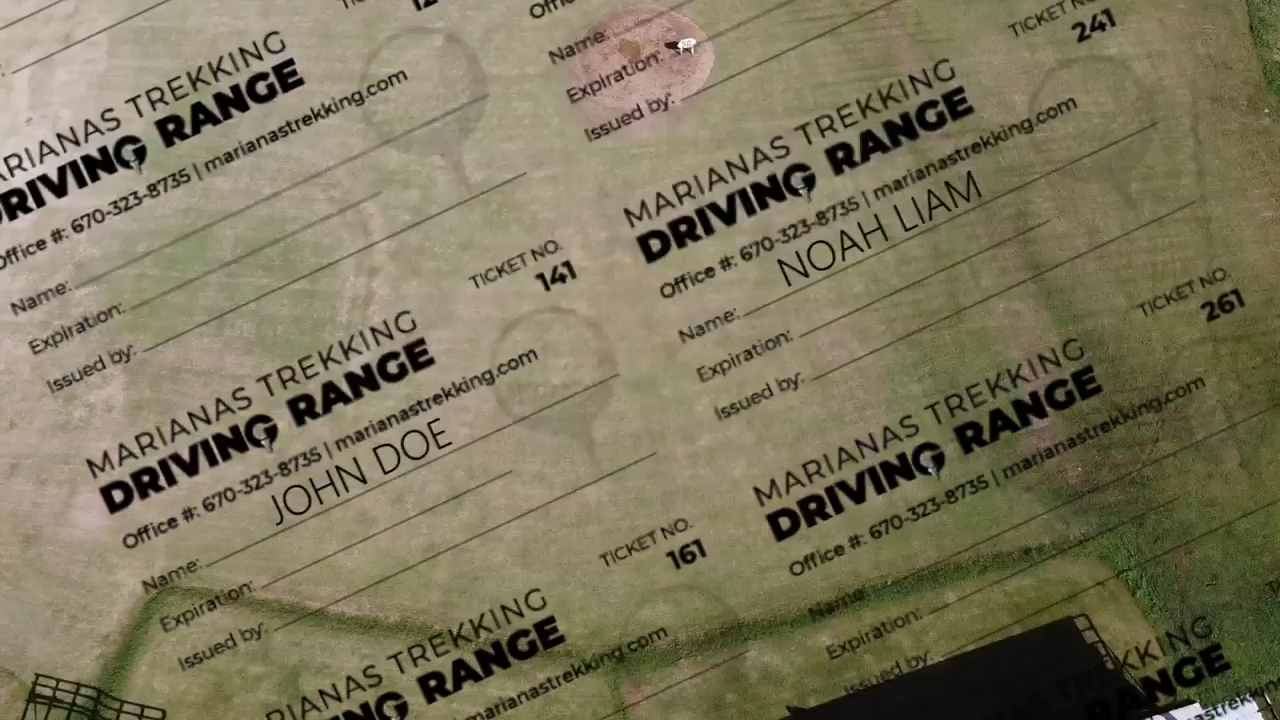 MARIANAS TREKKING
DRIVING RANGE
Office #: 670-323-8735 | marianastrekking.com
Name:
Expiration:
Issued by:
Name:
Expiration:
Issued by:
TICKET NO.
241
MARIANAS TREKKING
DRIVING RANGE
Office #: 670-323-8735 | marianastrekking.com
NOAH LIAM
Name:
Expiration:
Issued by:
TICKET NO.
141
MARIANAS TREKKING
DRIVING RANGE
Office #: 670-323-8735 | marianastrekking.com
JOHN DOE
Name:
Expiration:
Issued by:
TICKET NO.
261
MARIANAS TREKKING
DRIVING RANGE
Office #: 670-323-8735 | marianastrekking.com
Name:
Expiration:
Issued by:
TICKET NO.
161
TREKKING
RANGE
marianastrekking.com
RANGE